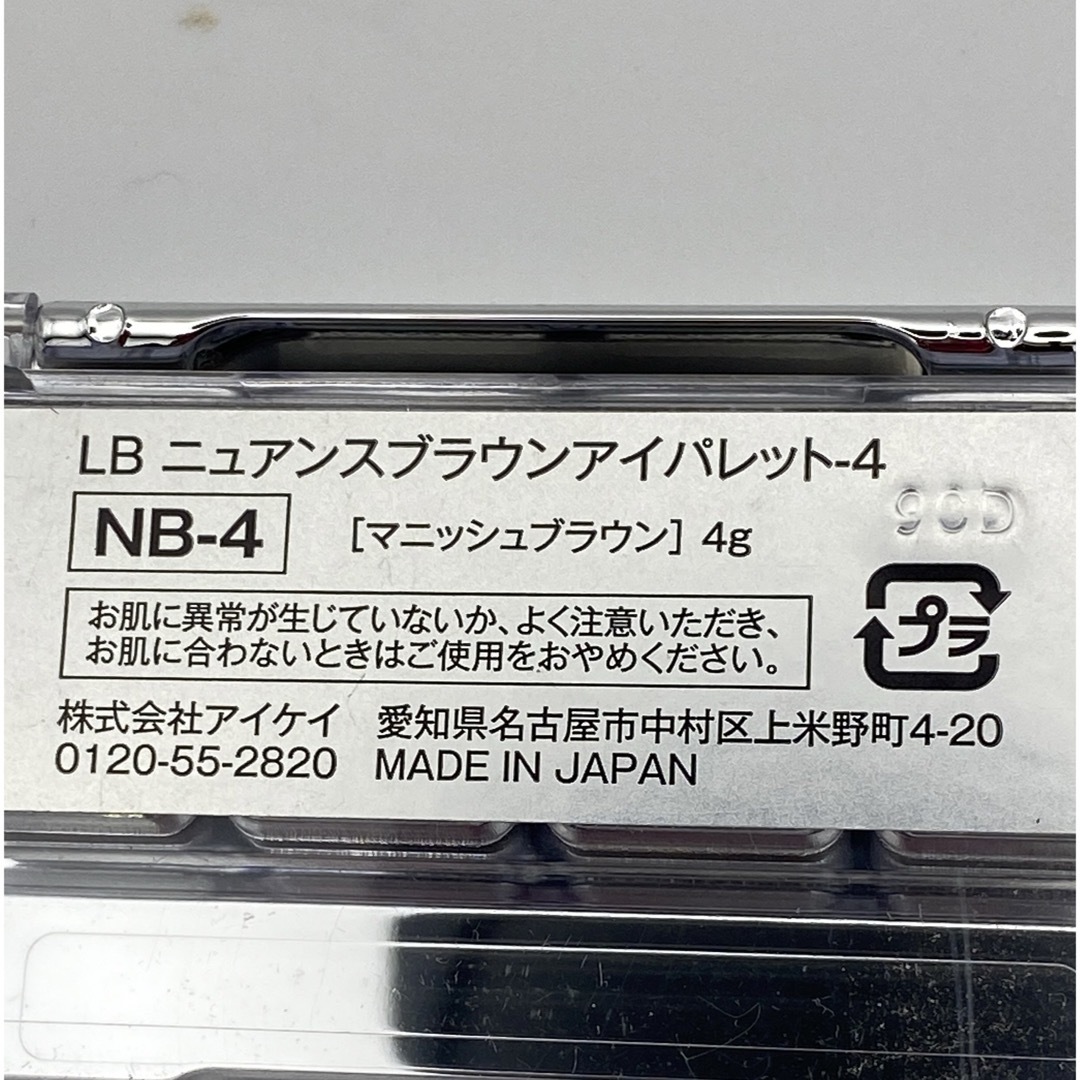 LB ニュアンスブラウンアイパレット-4
NB-4 [マニッシュブラウン] 4g
9CD
お肌に異常が生じていないか、よく注意いただき、
お肌に合わないときはご使用をおやめください。
プラ
株式会社アイケイ 愛知県名古屋市中村区上米野町4-20
0120-55-2820 MADE IN JAPAN